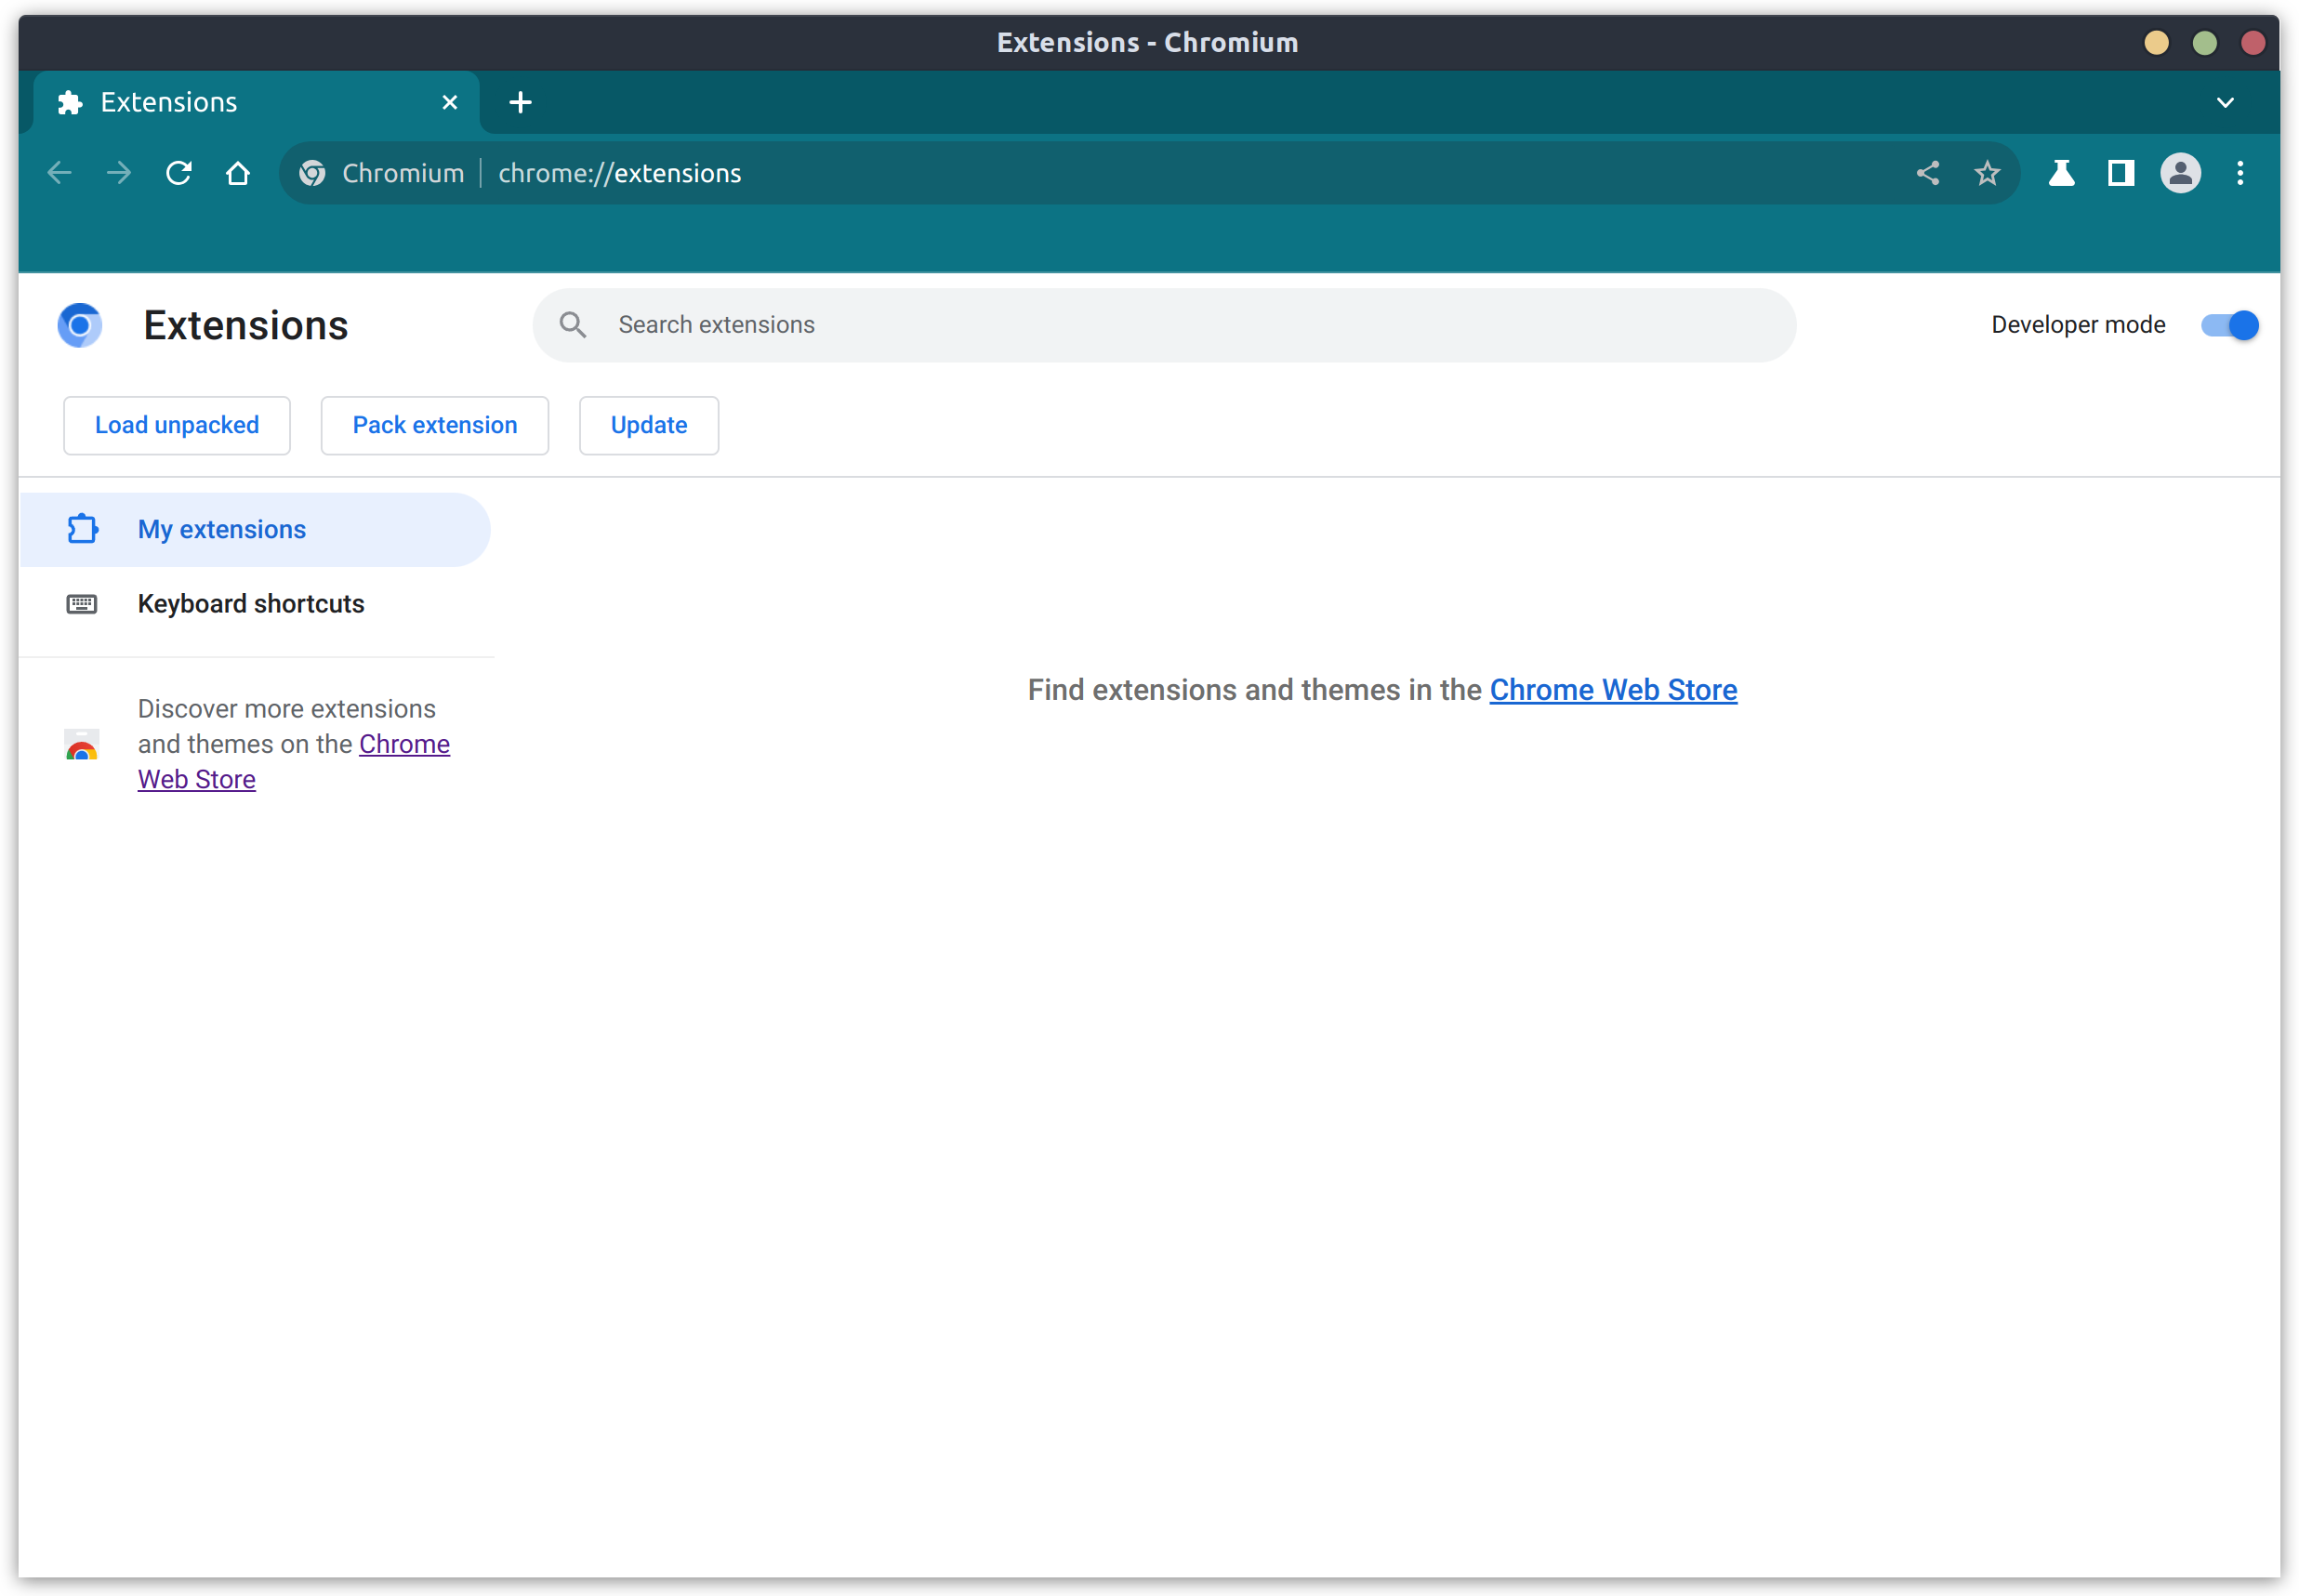 Extensions - Chromium
Extensions
Chromium
chrome://extensions
Extensions
Search extensions
Developer mode
Load unpacked
Pack extension
Update
My extensions
Keyboard shortcuts
Discover more extensions
and themes on the Chrome
Web Store
Find extensions and themes in the Chrome Web Store